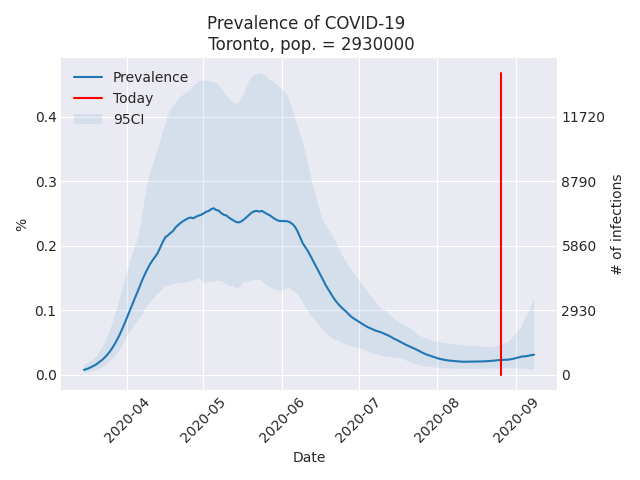 Prevalence of COVID-19
Toronto, pop. = 2930000
Prevalence
Today
95CI
%
0.4
0.3
0.2
0.1
0.0
11720
8790
5860
2930
0
# of infections
2020-04
2020-05
2020-06
2020-07
2020-08
2020-09
Date